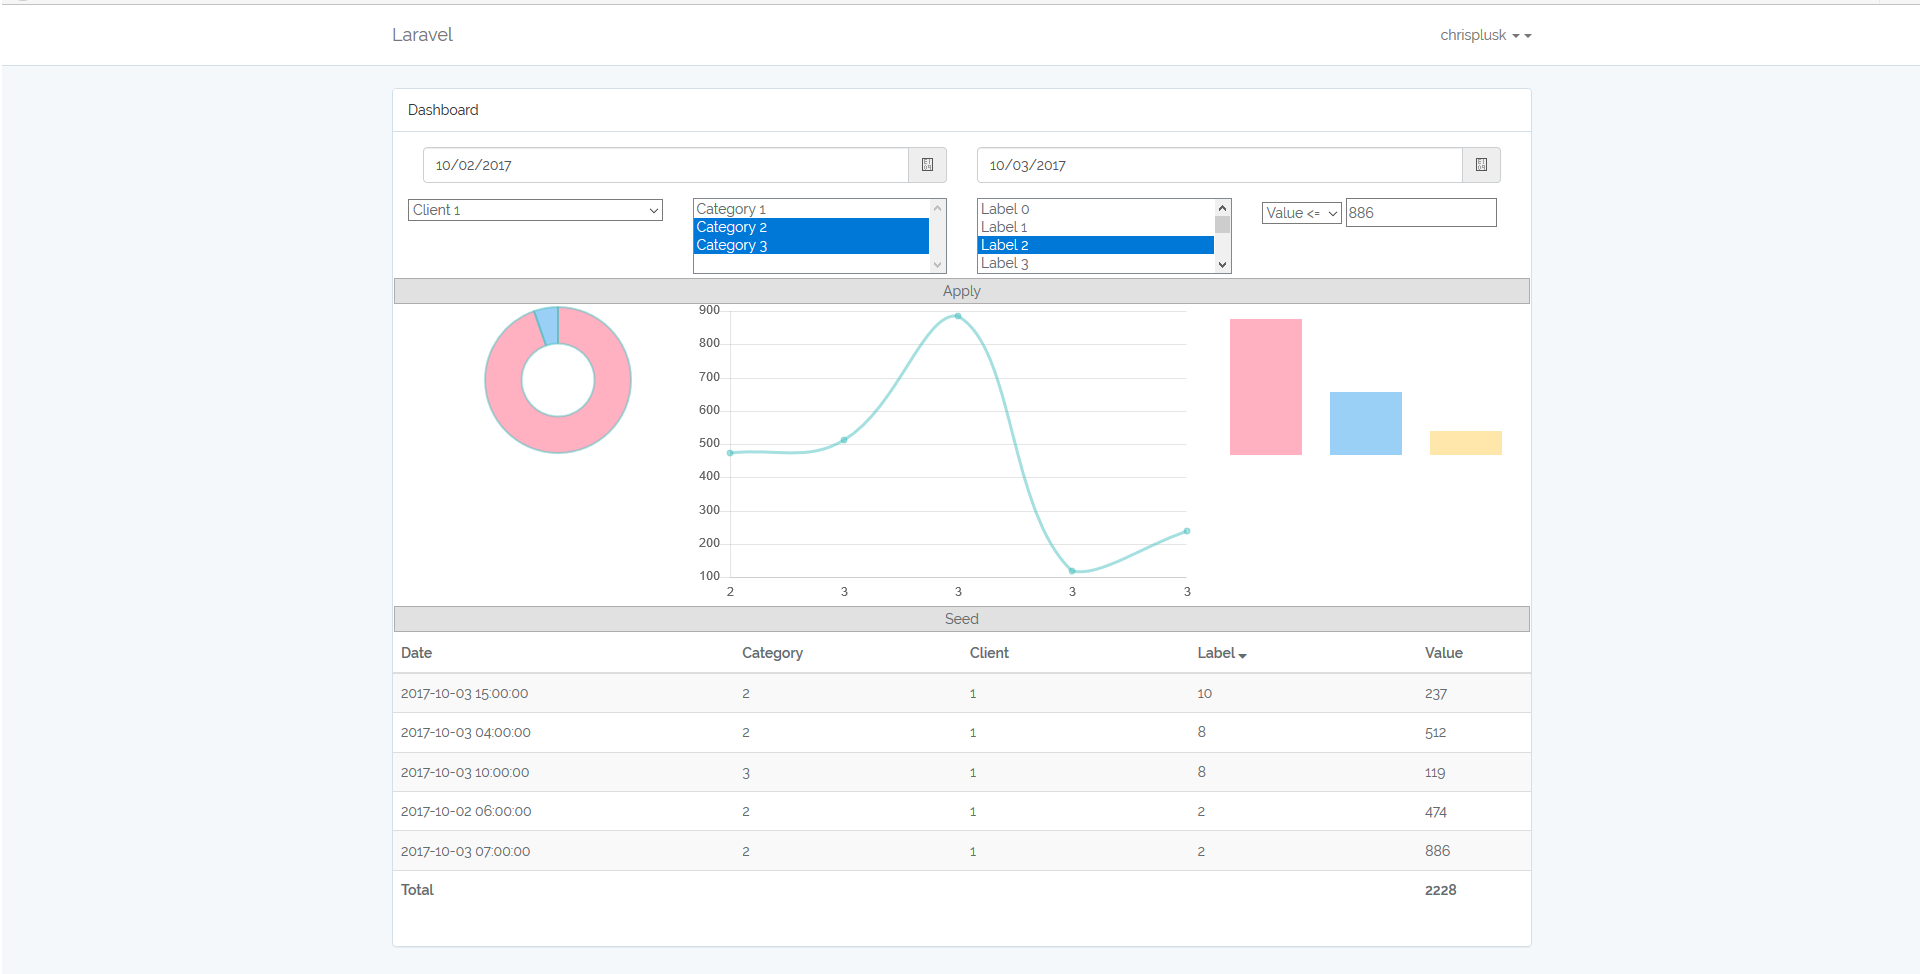 Laravel chrisplusk
Dashboard
10/02/2017 10/03/2017
Client 1 Category 1 Label 0 Value <= 886
Category 2 Label 1
Category 3 Label 2
Label 3
Apply
900
800
700
600
500
400
300
200
100
2 3 3 3 3
Seed
Date Category Client Label Value
2017-10-03 15:00:00 2 1 10 237
2017-10-03 04:00:00 2 1 8 512
2017-10-03 10:00:00 3 1 8 119
2017-10-02 06:00:00 2 1 2 474
2017-10-03 07:00:00 2 1 2 886
Total 2228